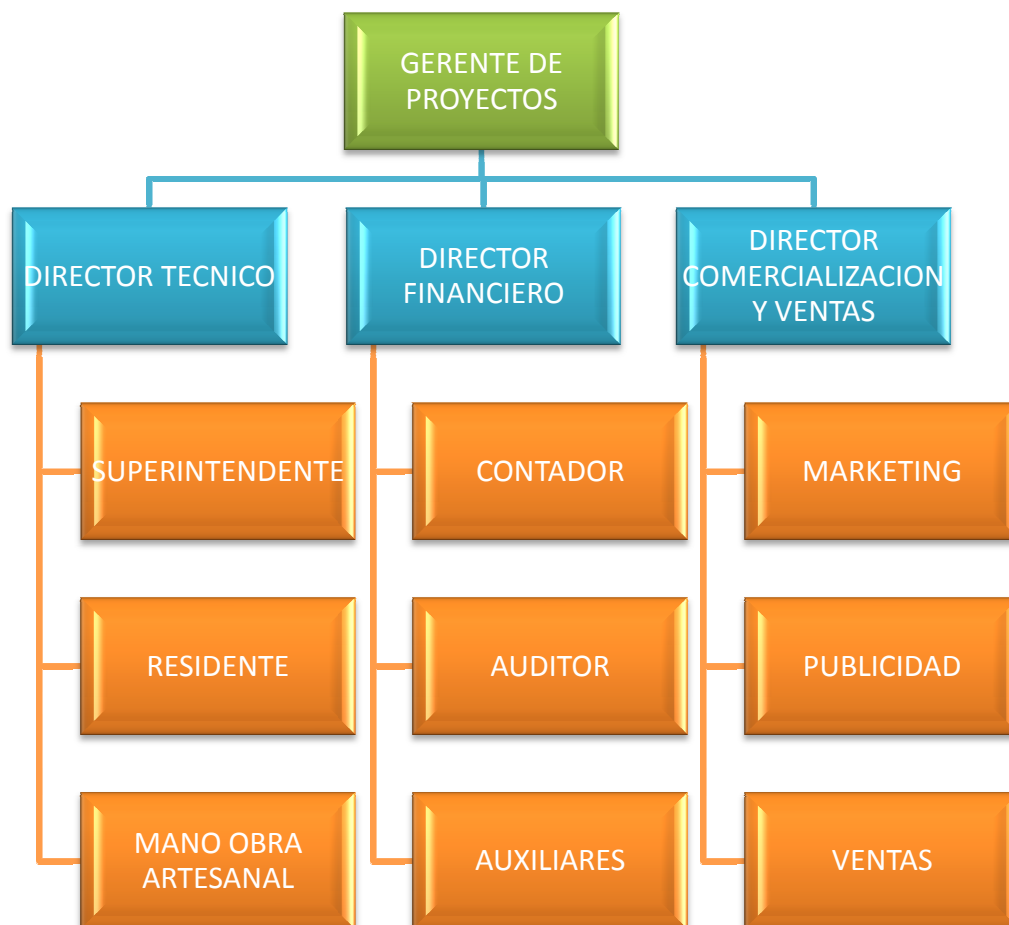 GERENTE DE
PROYECTOS
DIRECTOR TECNICO
DIRECTOR
FINANCIERO
DIRECTOR
COMERCIALIZACION
Y VENTAS
SUPERINTENDENTE
CONTADOR
MARKETING
RESIDENTE
AUDITOR
PUBLICIDAD
MANO OBRA
ARTESANAL
AUXILIARES
VENTAS